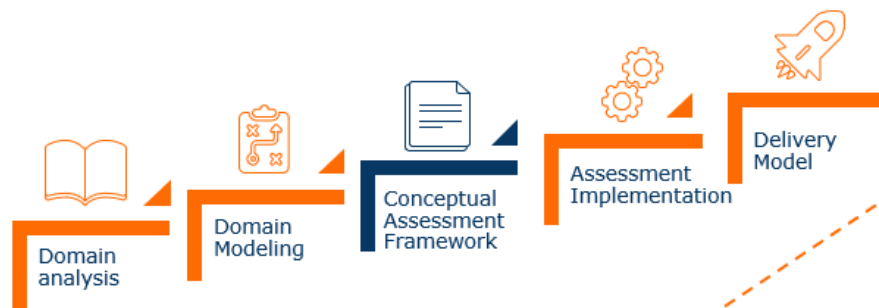 Domain
analysis
Domain
Modeling
Conceptual
Assessment
Framework
Assessment
Implementation
Delivery
Model